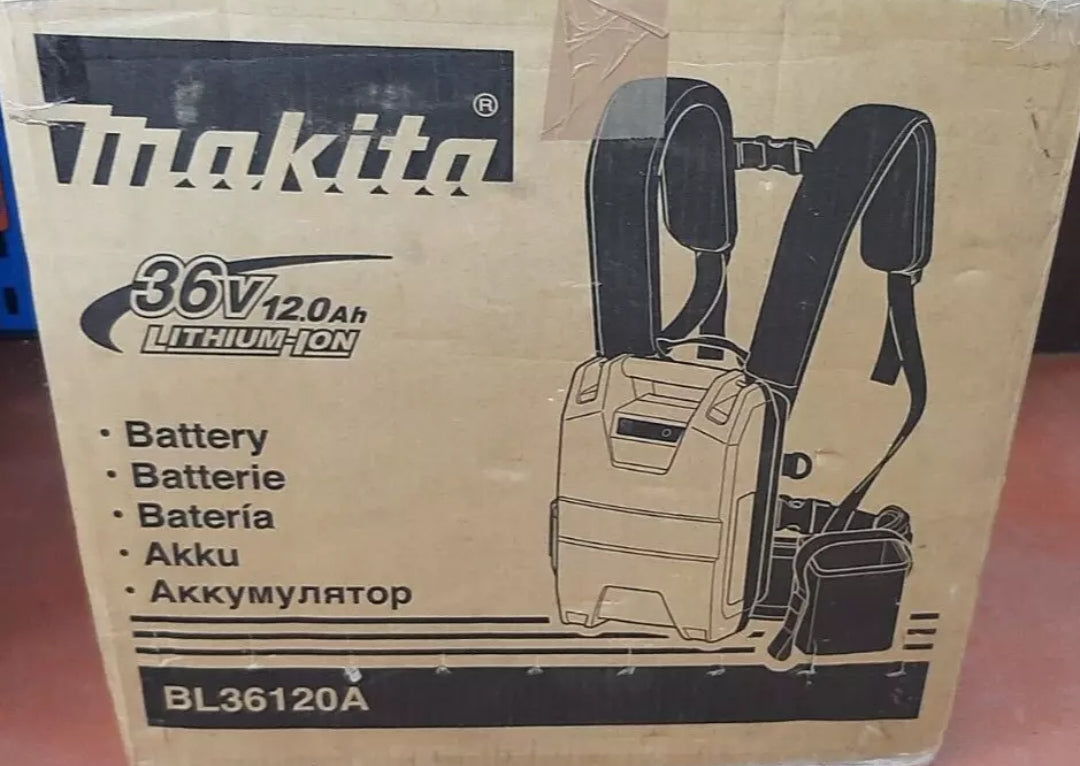 makita®
36V 12.0Ah
LITHIUM-ION
· Battery
· Batterie
· Batería
· Akku
· Аккумулятор
BL36120A